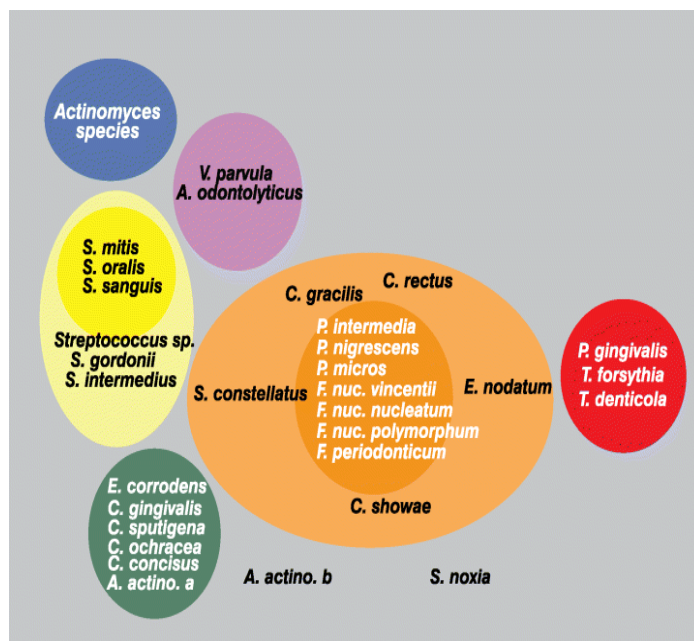 Actinomyces
species
V. parvula
A. odontolyticus
S. mitis
S. oralis
S. sanguis
Streptococcus sp.
S. gordonii
S. intermedius
C. gracilis
C. rectus
P. intermedia
P. nigrescens
P. micros
F. nuc. vincentii
F. nuc. nucleatum
F. nuc. polymorphum
F. periodonticum
S. constellatus
E. nodatum
C. showae
P. gingivalis
T. forsythia
T. denticola
E. corrodens
C. gingivalis
C. sputigena
C. ochracea
C. concisus
A. actino. a
A. actino. b
S. noxia